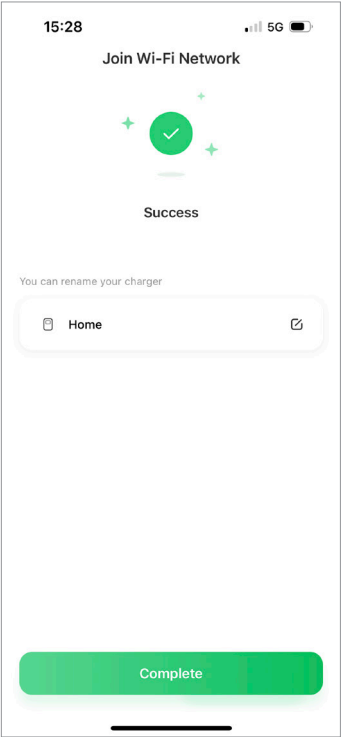 15:28
5G
Join Wi-Fi Network
Success
You can rename your charger
Home
Complete